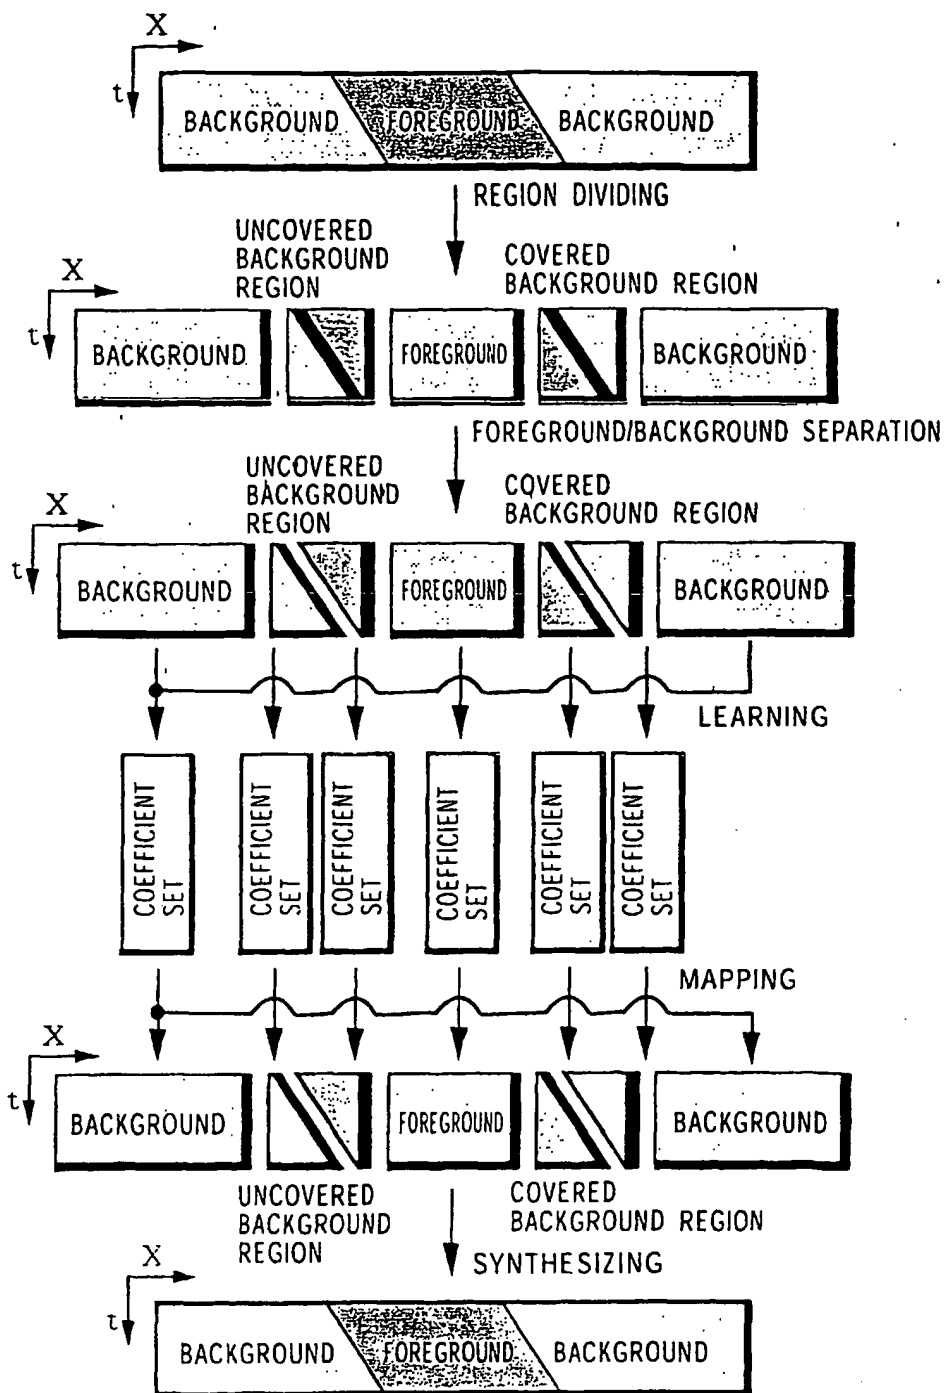 X
t
BACKGROUND FOREGROUND BACKGROUND
REGION DIVIDING
UNCOVERED
BACKGROUND
REGION
COVERED
BACKGROUND REGION
X
t
BACKGROUND FOREGROUND BACKGROUND
FOREGROUND/BACKGROUND SEPARATION
UNCOVERED
BACKGROUND
REGION
COVERED
BACKGROUND REGION
X
t
BACKGROUND FOREGROUND BACKGROUND
LEARNING
COEFFICIENT
SET
COEFFICIENT
SET
COEFFICIENT
SET
COEFFICIENT
SET
COEFFICIENT
SET
COEFFICIENT
SET
MAPPING
X
t
BACKGROUND FOREGROUND BACKGROUND
UNCOVERED
BACKGROUND
REGION
COVERED
BACKGROUND REGION
SYNTHESIZING
X
t
BACKGROUND FOREGROUND BACKGROUND